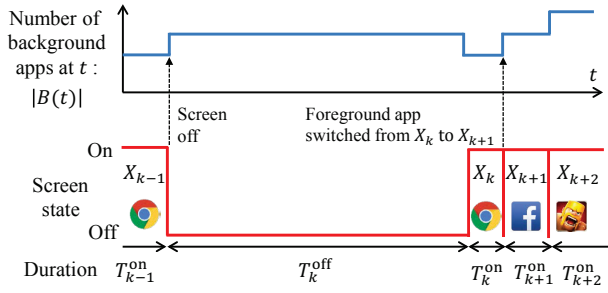 Number of
background
apps at t :
|B(t)|
t
Screen
off
Foreground app
switched from X_k to X_{k+1}
On
X_{k−1}
X_k
X_{k+1}
X_{k+2}
Screen
state
Off
Duration
T_{k−1}^{on}
T_k^{off}
T_k^{on}
T_{k+1}^{on}
T_{k+2}^{on}